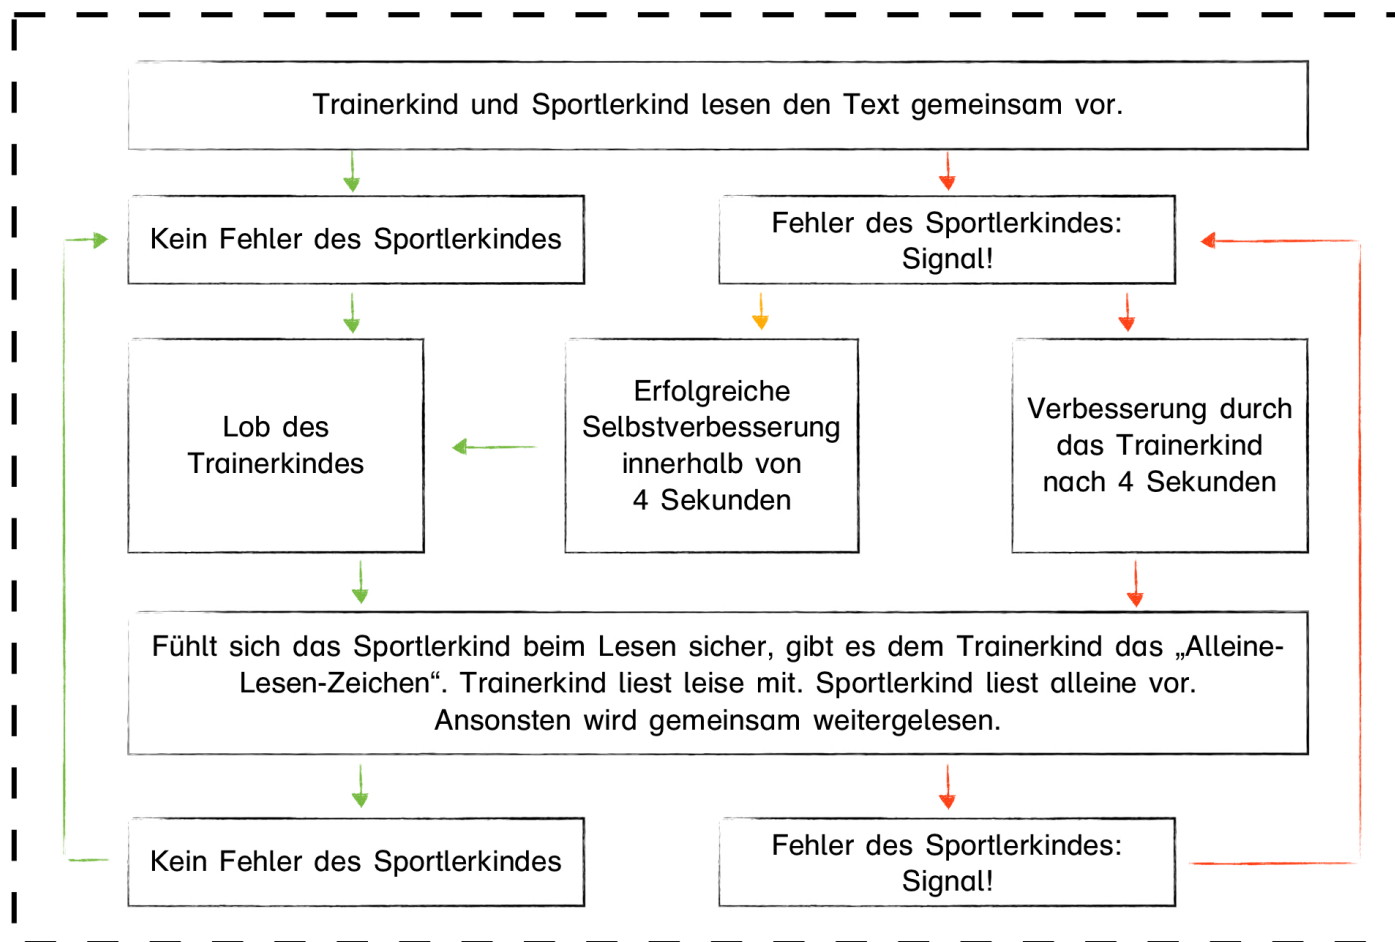 Trainerkind und Sportlerkind lesen den Text gemeinsam vor.
Kein Fehler des Sportlerkindes
Fehler des Sportlerkindes:
Signal!
Lob des
Trainerkindes
Erfolgreiche
Selbstverbesserung
innerhalb von
4 Sekunden
Verbesserung durch
das Trainerkind
nach 4 Sekunden
Fühlt sich das Sportlerkind beim Lesen sicher, gibt es dem Trainerkind das „Alleine-
Lesen-Zeichen“. Trainerkind liest leise mit. Sportlerkind liest alleine vor.
Ansonsten wird gemeinsam weitergelesen.
Kein Fehler des Sportlerkindes
Fehler des Sportlerkindes:
Signal!